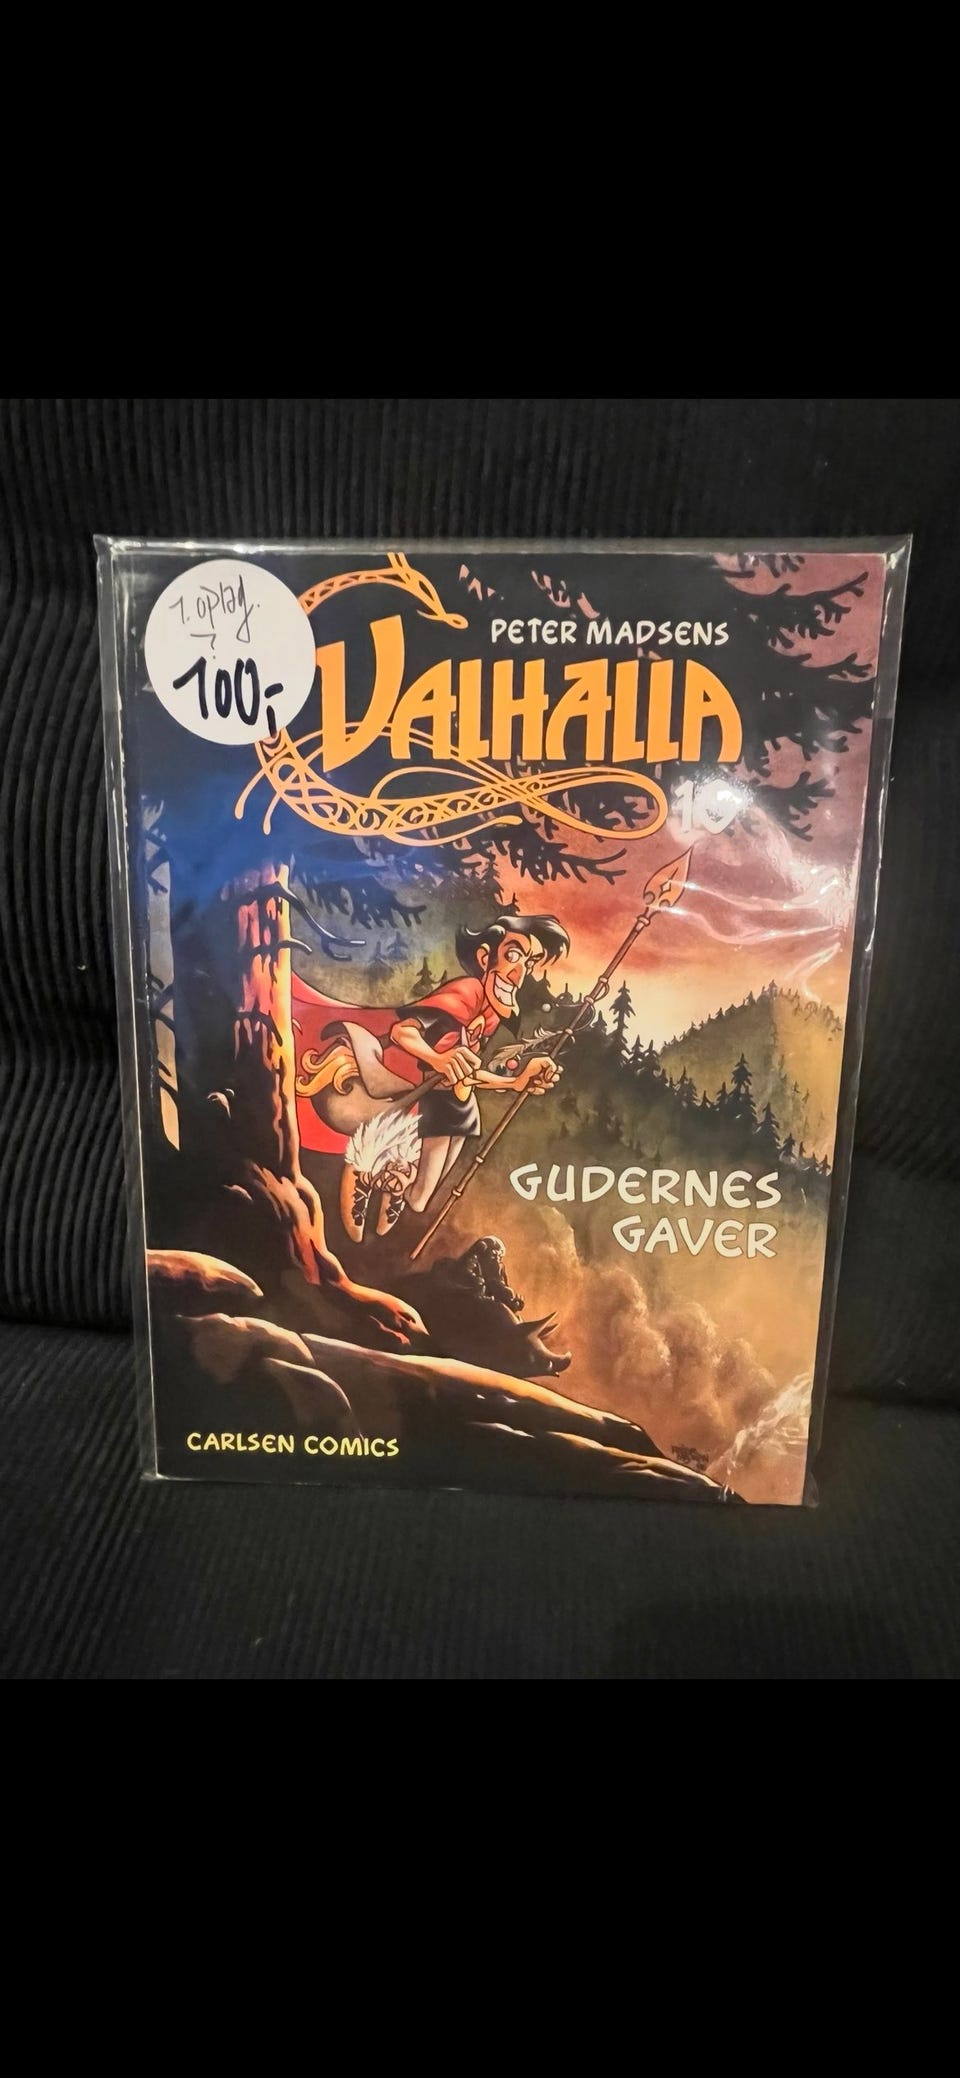 1. oplag.
?
100,-
PETER MADSENS
VALHALLA
10
GUDERNES
GAVER
CARLSEN COMICS